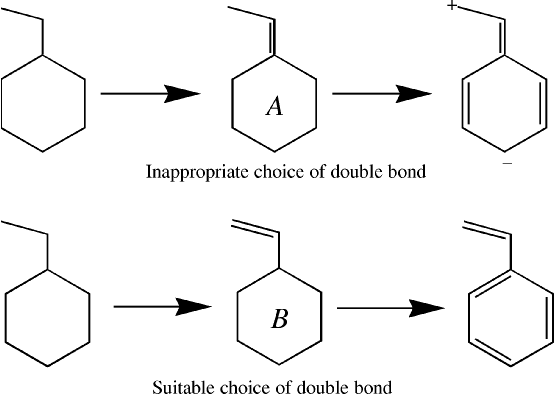 +
A
Inappropriate choice of double bond
−
B
Suitable choice of double bond